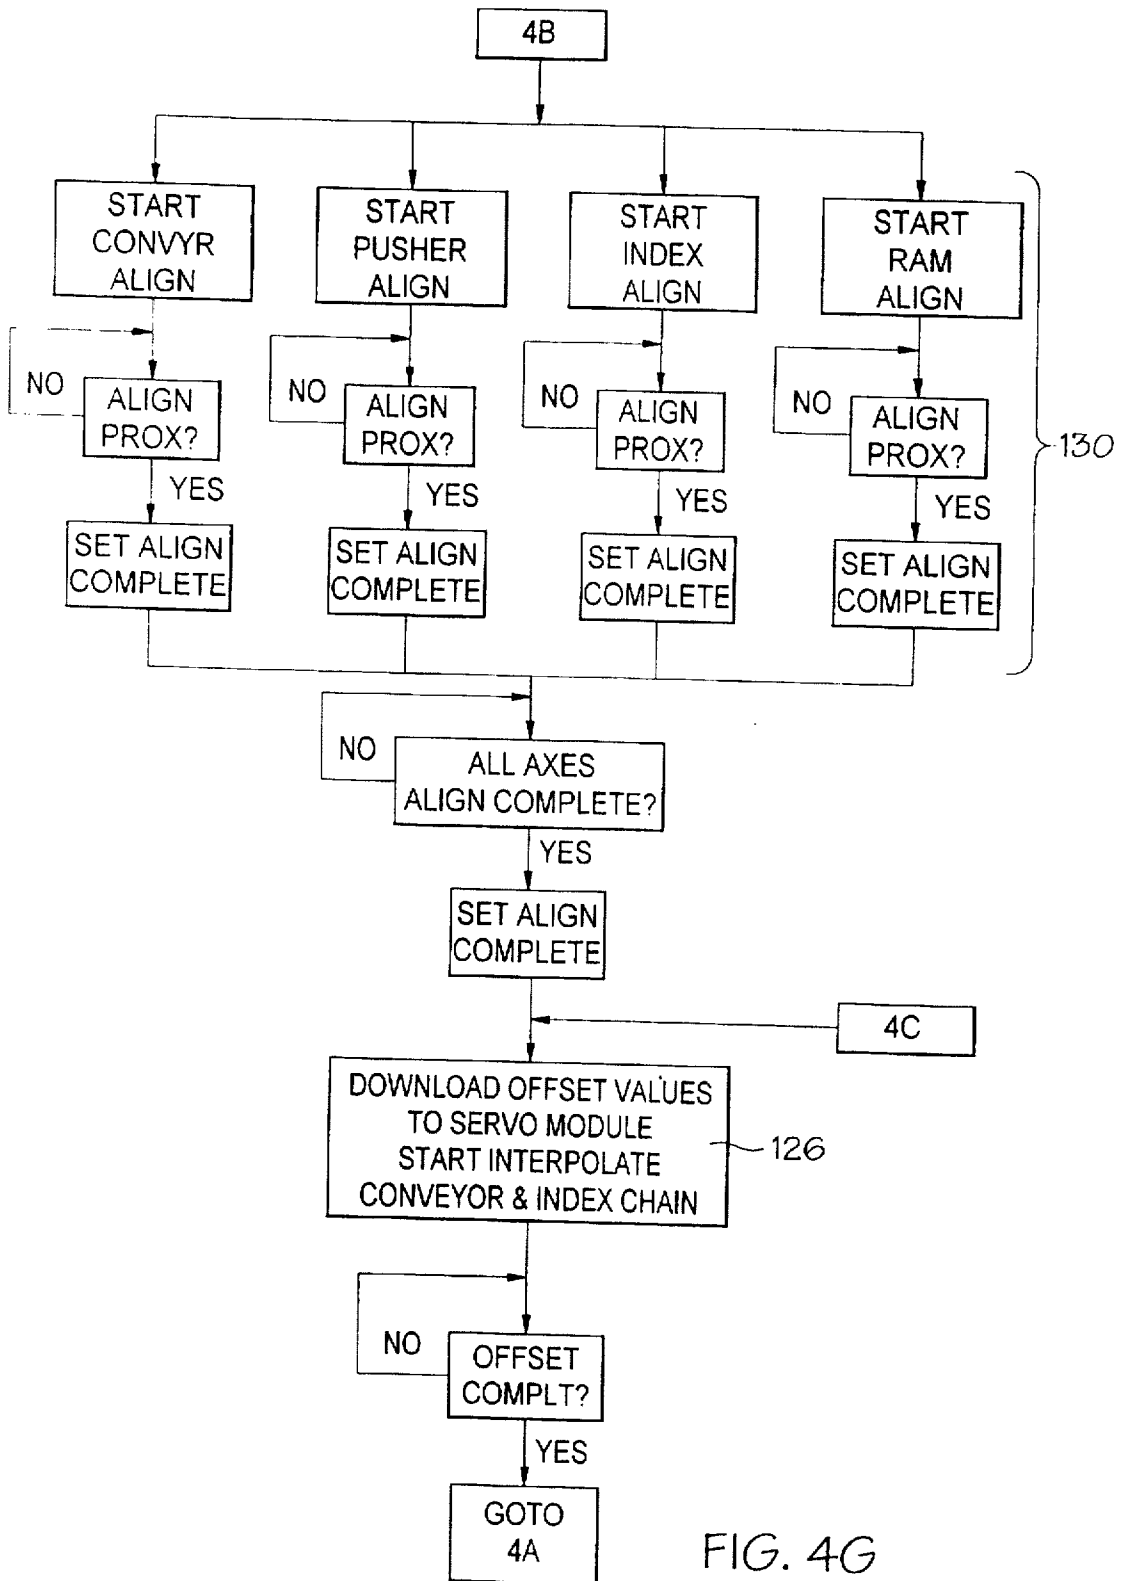 4B
START
CONVYR
ALIGN
START
PUSHER
ALIGN
START
INDEX
ALIGN
START
RAM
ALIGN
NO
ALIGN
PROX?
NO
ALIGN
PROX?
NO
ALIGN
PROX?
NO
ALIGN
PROX?
130
YES
YES
YES
YES
SET ALIGN
COMPLETE
SET ALIGN
COMPLETE
SET ALIGN
COMPLETE
SET ALIGN
COMPLETE
NO
ALL AXES
ALIGN COMPLETE?
YES
SET ALIGN
COMPLETE
4C
DOWNLOAD OFFSET VALUES
TO SERVO MODULE
START INTERPOLATE
CONVEYOR & INDEX CHAIN
126
NO
OFFSET
COMPLT?
YES
GOTO
4A
FIG. 4G